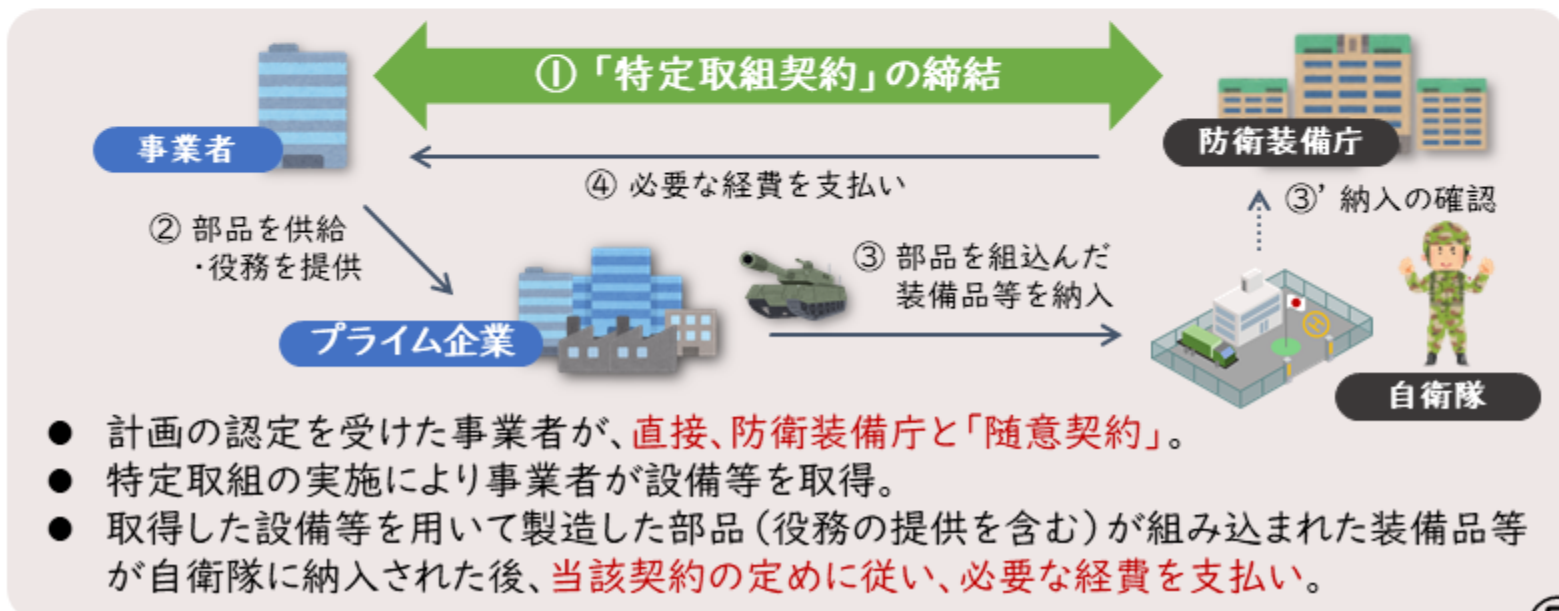 ①「特定取組契約」の締結
事業者
防衛装備庁
④ 必要な経費を支払い
③’ 納入の確認
② 部品を供給
・役務を提供
③ 部品を組込んだ
装備品等を納入
プライム企業
自衛隊
● 計画の認定を受けた事業者が、直接、防衛装備庁と「随意契約」。
● 特定取組の実施により事業者が設備等を取得。
● 取得した設備等を用いて製造した部品（役務の提供を含む）が組み込まれた装備品等
が自衛隊に納入された後、当該契約の定めに従い、必要な経費を支払い。